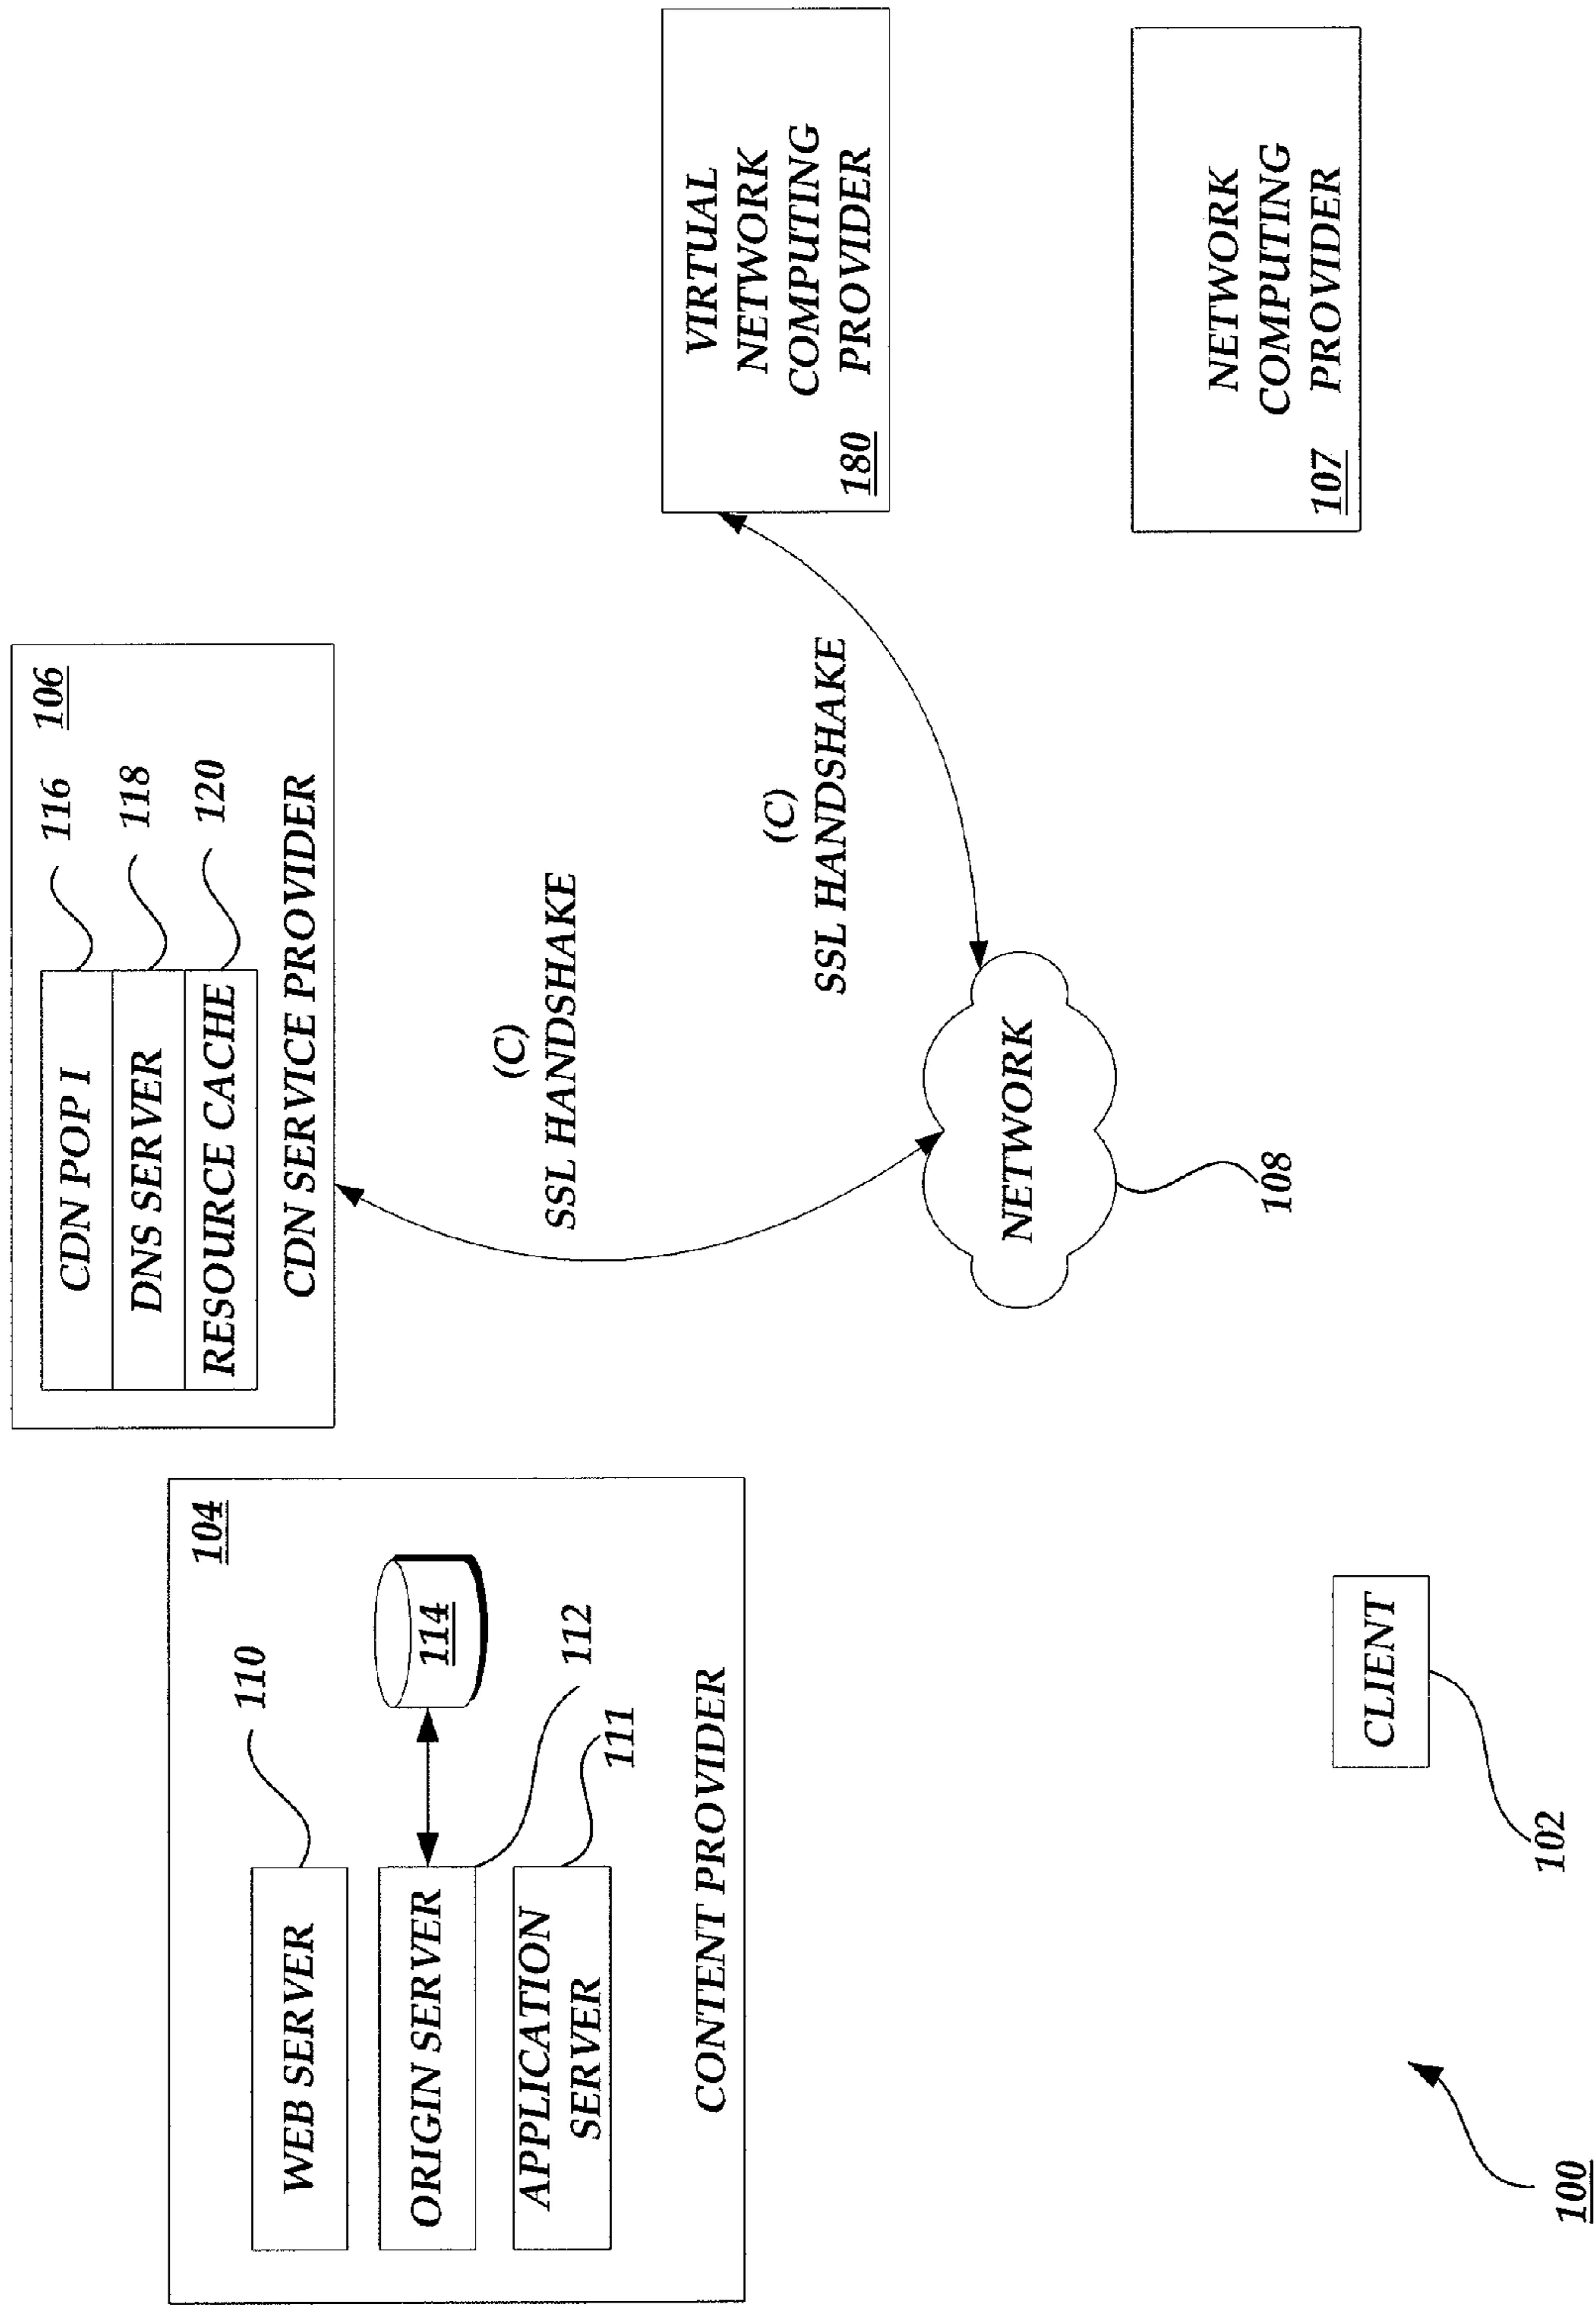 104
WEB SERVER
110
ORIGIN SERVER
114
112
APPLICATION
SERVER
111
CONTENT PROVIDER
106
CDN POP 1
116
DNS SERVER
118
RESOURCE CACHE
120
CDN SERVICE PROVIDER
(C)
SSL HANDSHAKE
(C)
SSL HANDSHAKE
VIRTUAL
NETWORK
COMPUTING
PROVIDER
180
NETWORK
108
NETWORK
COMPUTING
PROVIDER
107
CLIENT
102
100